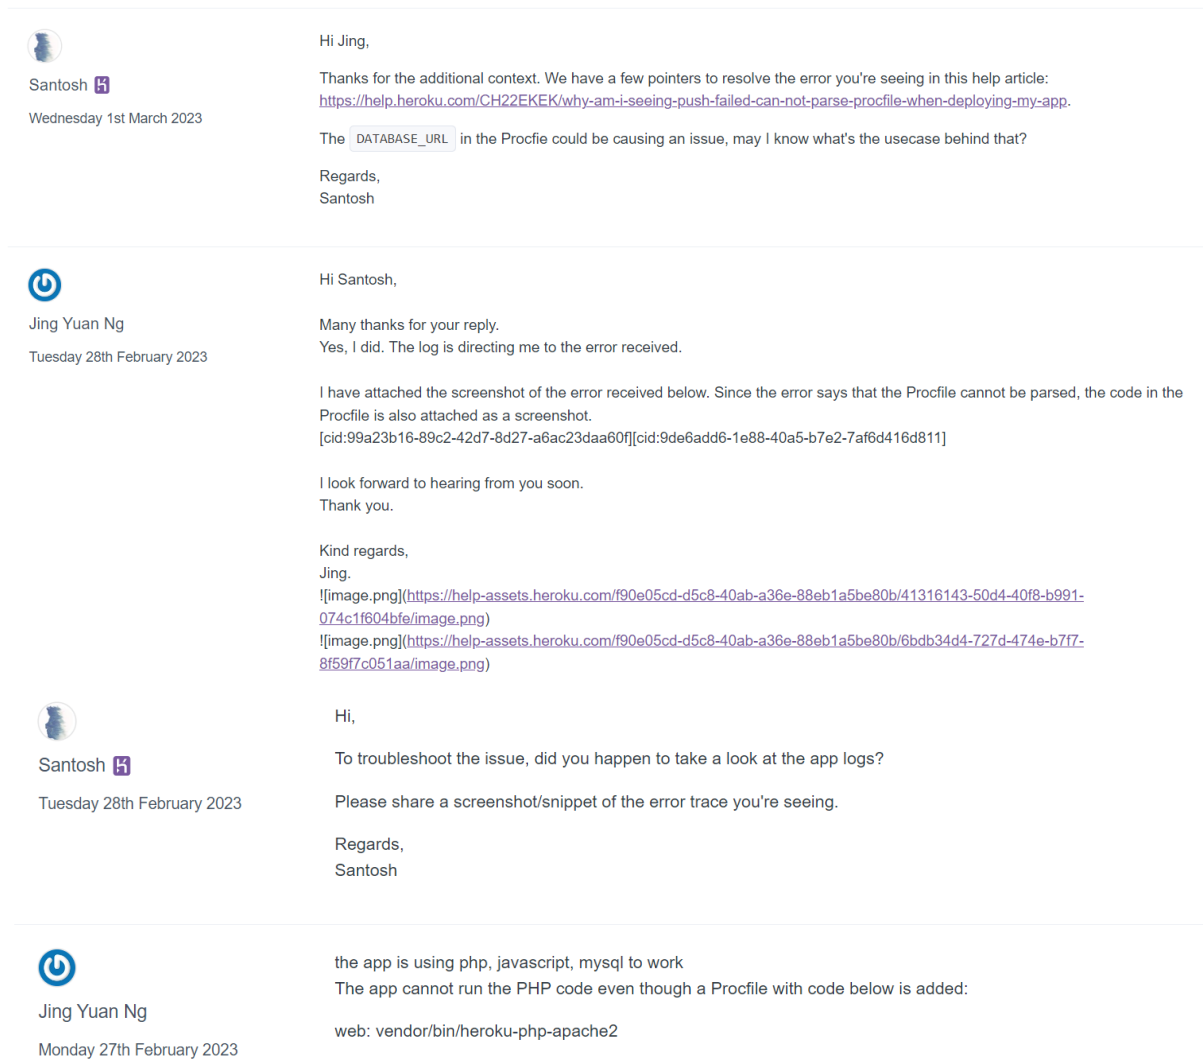 Santosh
Wednesday 1st March 2023
Hi Jing,
Thanks for the additional context. We have a few pointers to resolve the error you're seeing in this help article:
https://help.heroku.com/CH22EKEK/why-am-i-seeing-push-failed-can-not-parse-procfile-when-deploying-my-app.
The DATABASE_URL in the Procfie could be causing an issue, may I know what's the usecase behind that?
Regards,
Santosh
Jing Yuan Ng
Tuesday 28th February 2023
Hi Santosh,
Many thanks for your reply.
Yes, I did. The log is directing me to the error received.
I have attached the screenshot of the error received below. Since the error says that the Procfile cannot be parsed, the code in the
Procfile is also attached as a screenshot.
[cid:99a23b16-89c2-42d7-8d27-a6ac23daa60f][cid:9de6add6-1e88-40a5-b7e2-7af6d416d811]
I look forward to hearing from you soon.
Thank you.
Kind regards,
Jing.
![image.png](https://help-assets.heroku.com/f90e05cd-d5c8-40ab-a36e-88eb1a5be80b/41316143-50d4-40f8-b991-
074c1f604bfe/image.png)
![image.png](https://help-assets.heroku.com/f90e05cd-d5c8-40ab-a36e-88eb1a5be80b/6bdb34d4-727d-474e-b7f7-
8f59f7c051aa/image.png)
Santosh
Tuesday 28th February 2023
Hi,
To troubleshoot the issue, did you happen to take a look at the app logs?
Please share a screenshot/snippet of the error trace you're seeing.
Regards,
Santosh
Jing Yuan Ng
Monday 27th February 2023
the app is using php, javascript, mysql to work
The app cannot run the PHP code even though a Procfile with code below is added:
web: vendor/bin/heroku-php-apache2